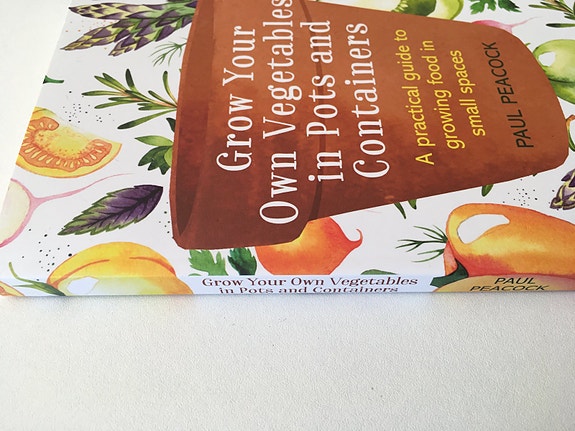 Grow Your
Own Vegetables
in Pots and
Containers
A practical guide to
growing food in
small spaces
PAUL PEACOCK
Grow Your Own Vegetables
in Pots and Containers
PAUL
PEACOCK